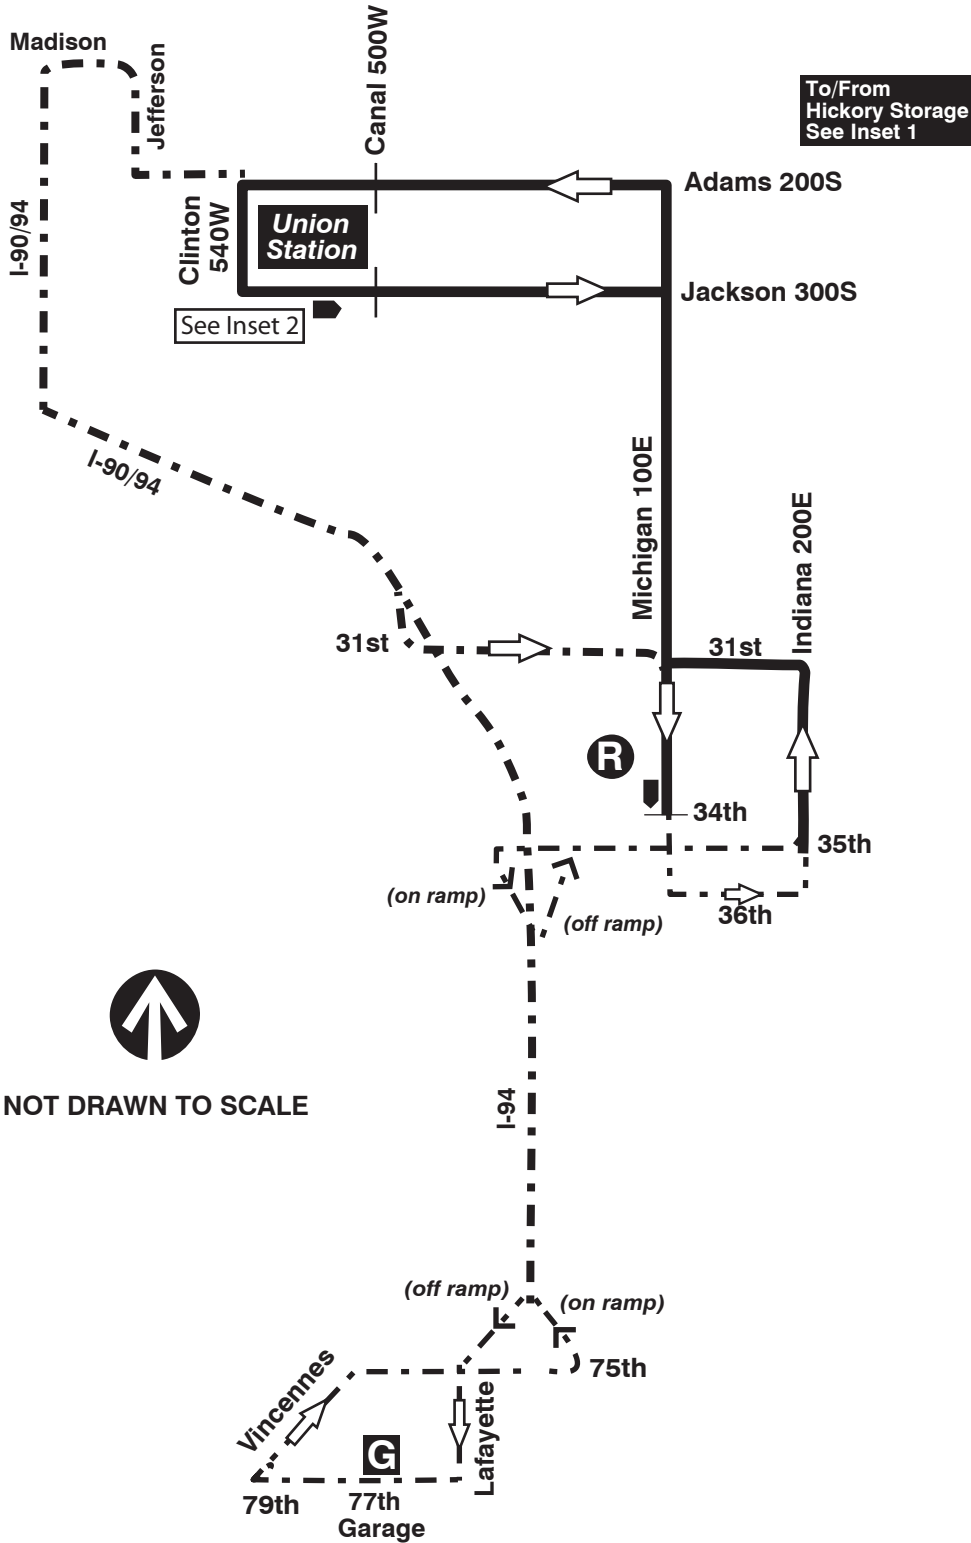 Madison
Jefferson
Canal 500W
To/From
Hickory Storage
See Inset 1
Adams 200S
I-90/94
Clinton
540W
Union
Station
Jackson 300S
See Inset 2
I-90/94
Michigan 100E
Indiana 200E
31st
31st
R
34th
35th
(on ramp)
(off ramp)
36th
NOT DRAWN TO SCALE
I-94
(off ramp)
(on ramp)
75th
Vincennes
Lafayette
G
79th
77th
Garage